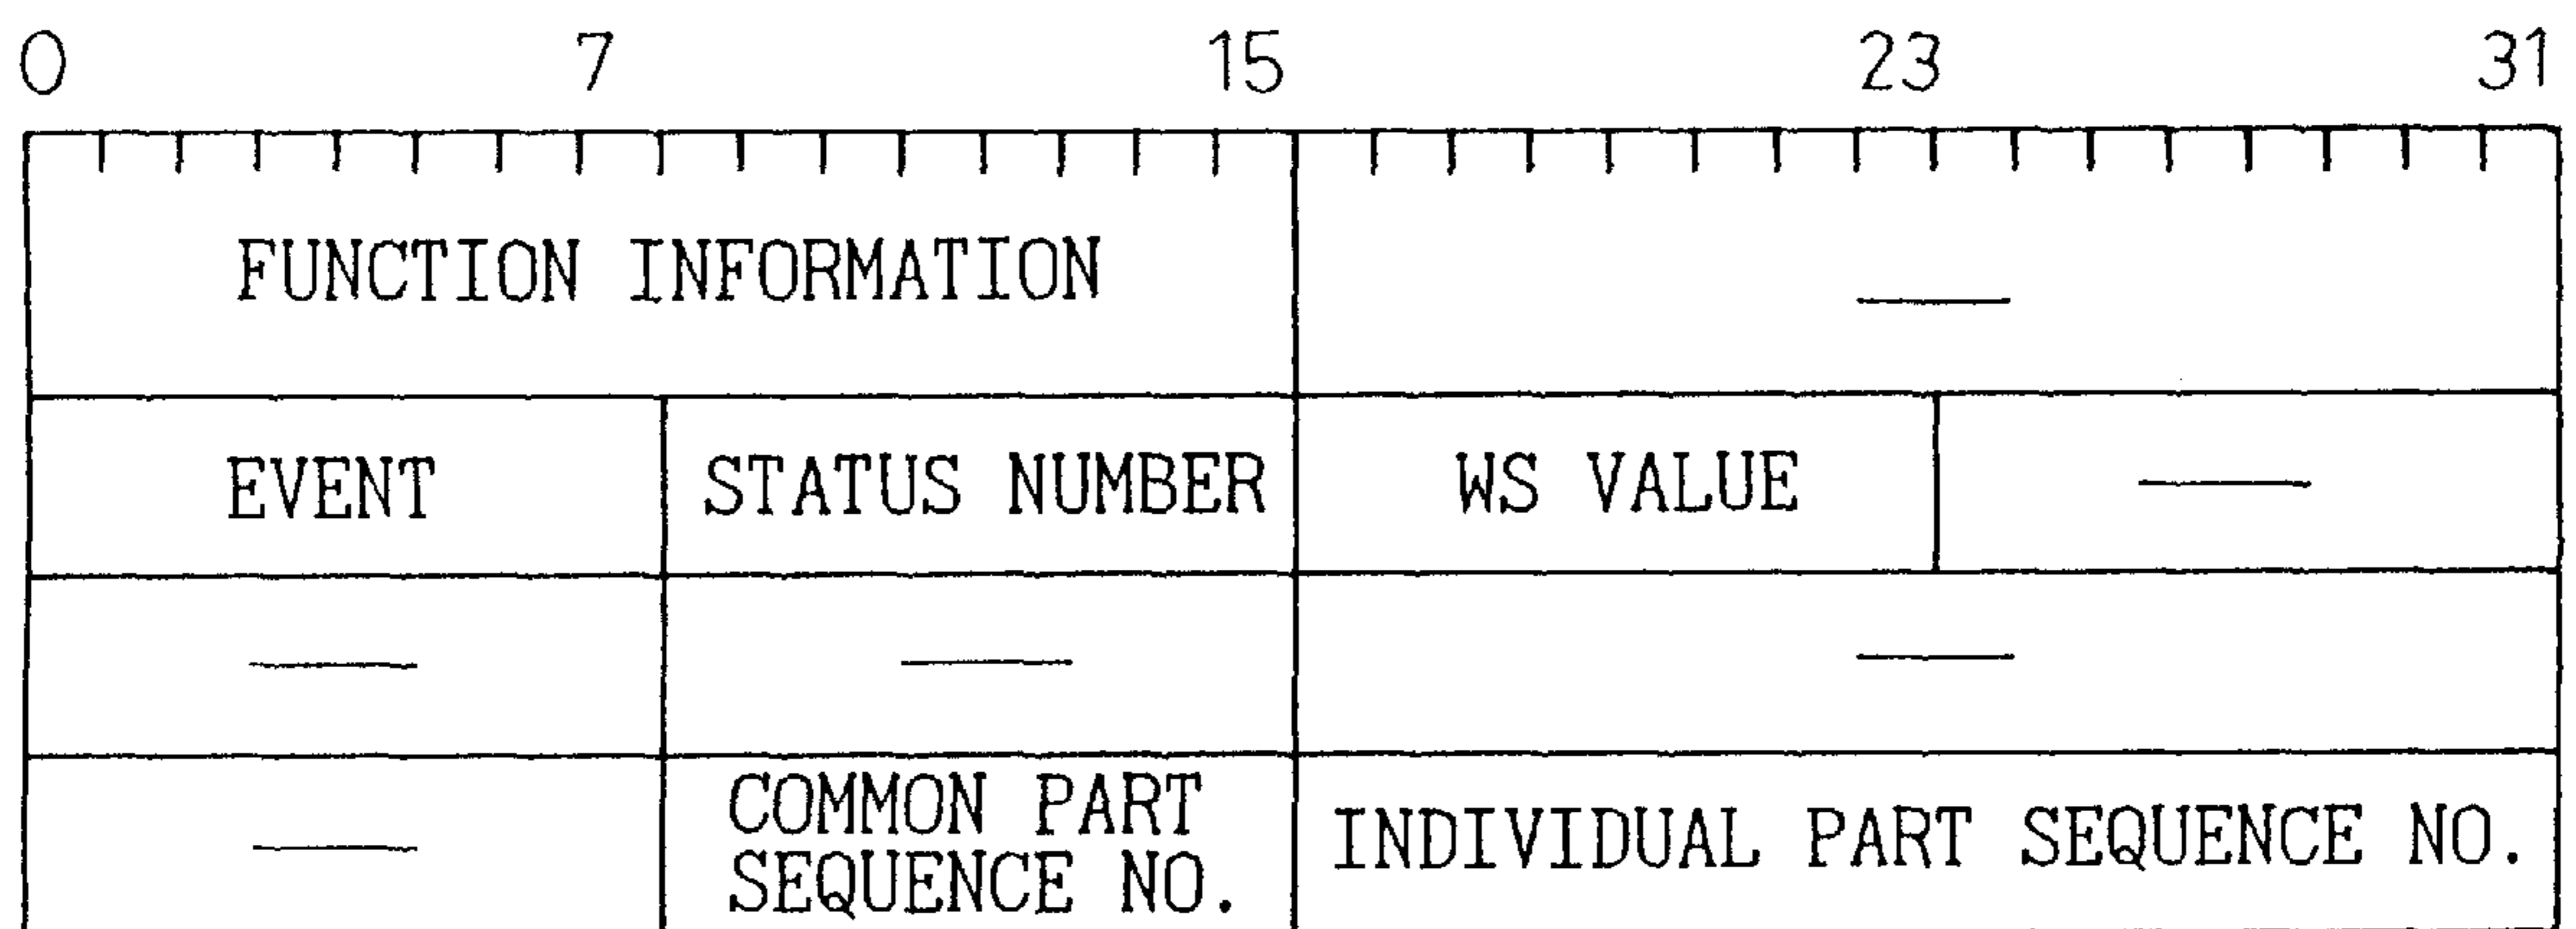 0 7 15 23 31
FUNCTION INFORMATION —
EVENT STATUS NUMBER WS VALUE —
— — —
COMMON PART
— SEQUENCE NO. INDIVIDUAL PART SEQUENCE NO.